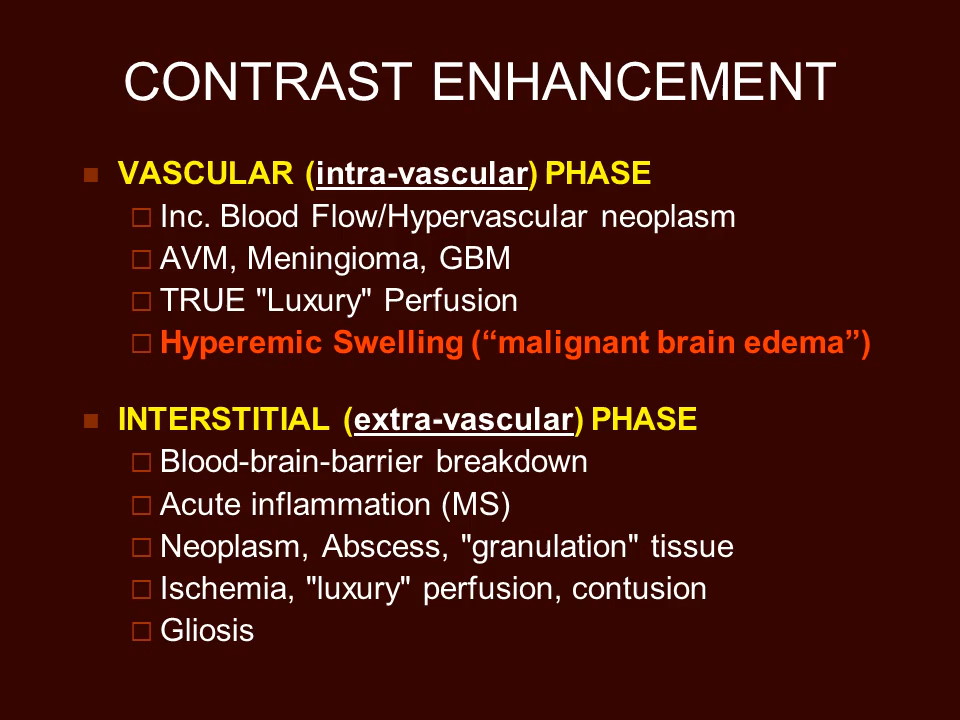 CONTRAST ENHANCEMENT
VASCULAR (intra-vascular) PHASE
Inc. Blood Flow/Hypervascular neoplasm
AVM, Meningioma, GBM
TRUE "Luxury" Perfusion
Hyperemic Swelling (“malignant brain edema”)
INTERSTITIAL (extra-vascular) PHASE
Blood-brain-barrier breakdown
Acute inflammation (MS)
Neoplasm, Abscess, "granulation" tissue
Ischemia, "luxury" perfusion, contusion
Gliosis